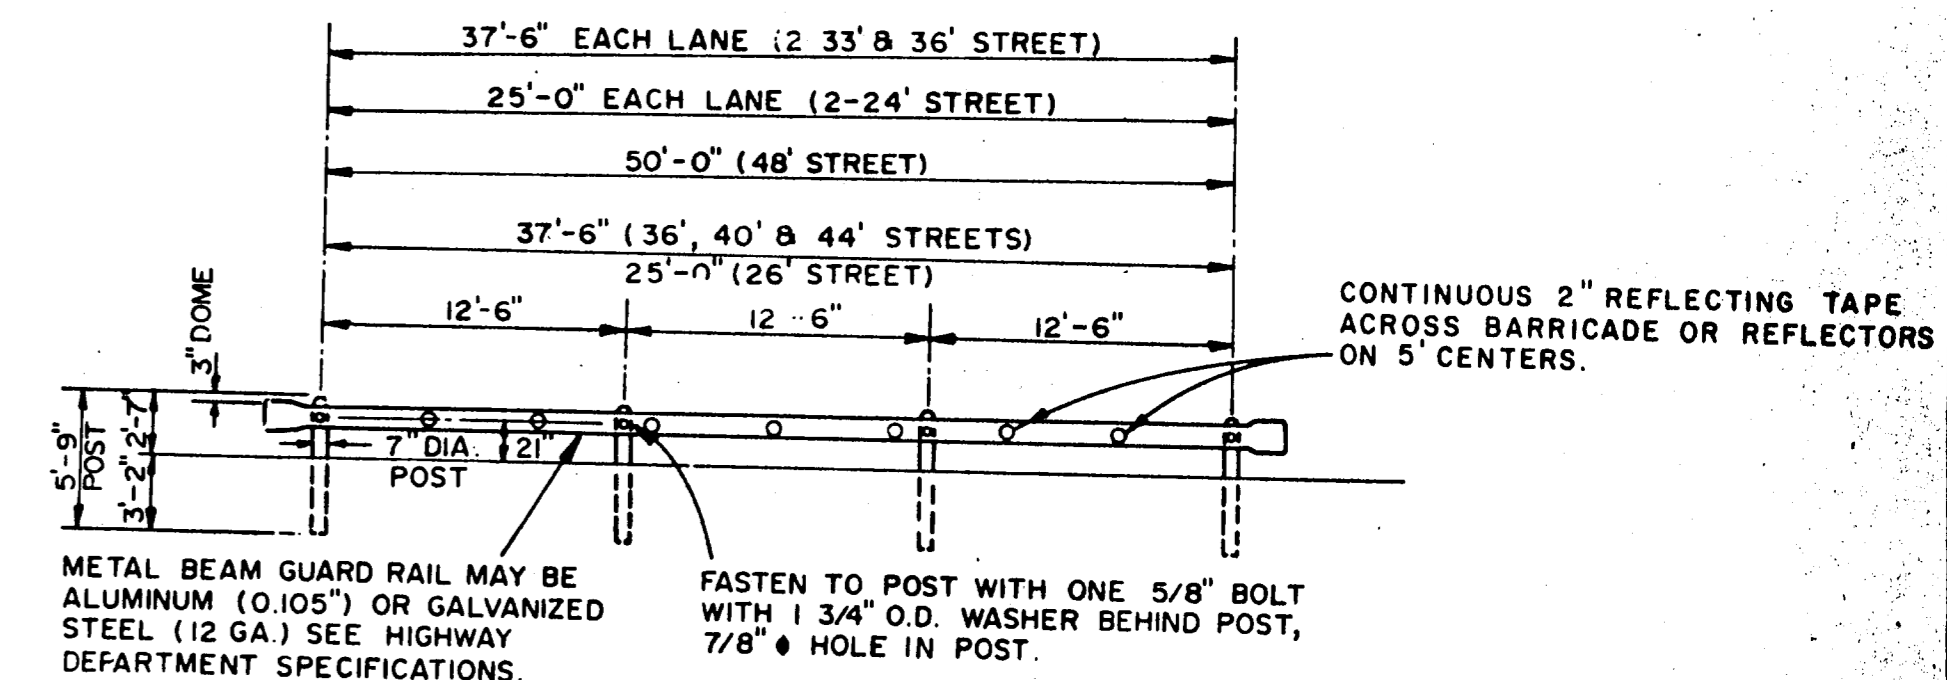 37'-6" EACH LANE (2 33' & 36' STREET)
25'-0" EACH LANE (2-24' STREET)
50'-0" (48' STREET)
37'-6" (36', 40' & 44' STREETS)
25'-0" (26' STREET)
12'-6"
12'-6"
12'-6"
3" DOME
CONTINUOUS 2" REFLECTING TAPE
ACROSS BARRICADE OR REFLECTORS
ON 5' CENTERS.
5'-9"
POST
2'-7"
3'-2"
7" DIA.
POST
21"
METAL BEAM GUARD RAIL MAY BE
ALUMINUM (0.105") OR GALVANIZED
STEEL (12 GA.) SEE HIGHWAY
DEPARTMENT SPECIFICATIONS.
FASTEN TO POST WITH ONE 5/8" BOLT
WITH 1 3/4" O.D. WASHER BEHIND POST,
7/8" ϕ HOLE IN POST.